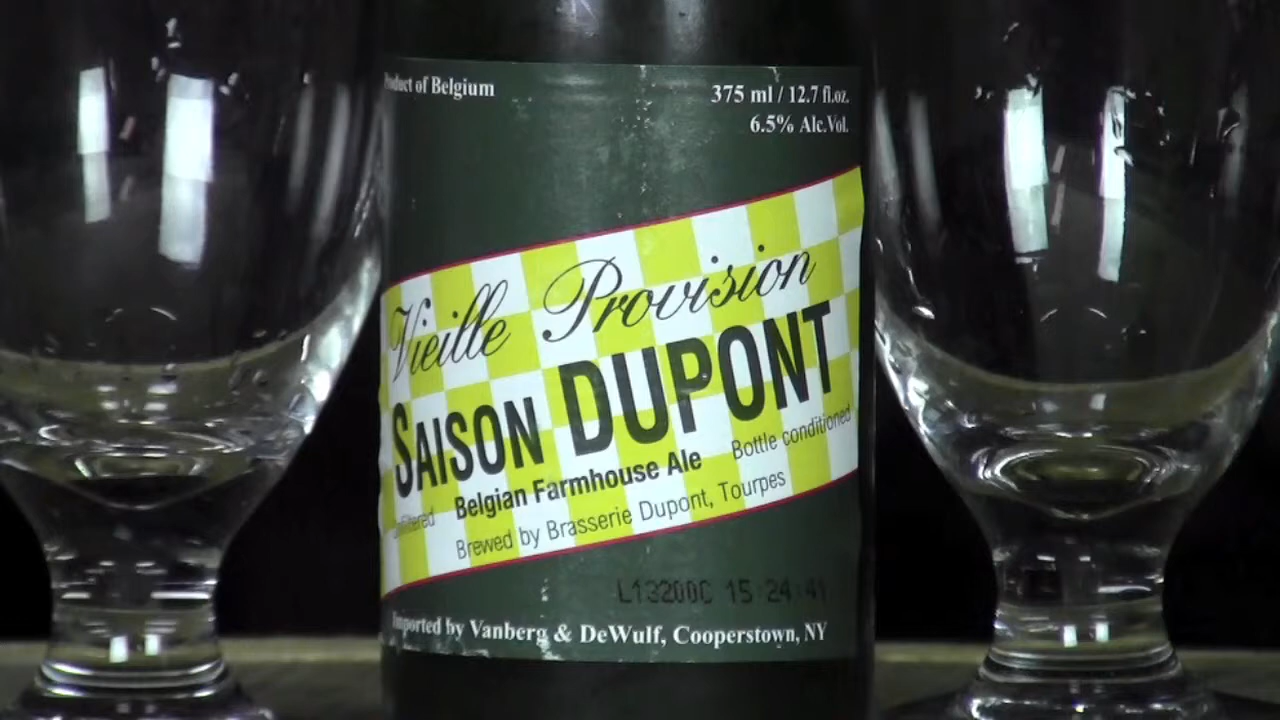 Product of Belgium
375 ml / 12.7 fl.oz.
6.5% Alc.Vol.
Vieille Provision
SAISON DUPONT
Belgian Farmhouse Ale
Bottle conditioned
Unfiltered
Brewed by Brasserie Dupont, Tourpes
L13200C 15:24:41
Imported by Vanberg & DeWulf, Cooperstown, NY